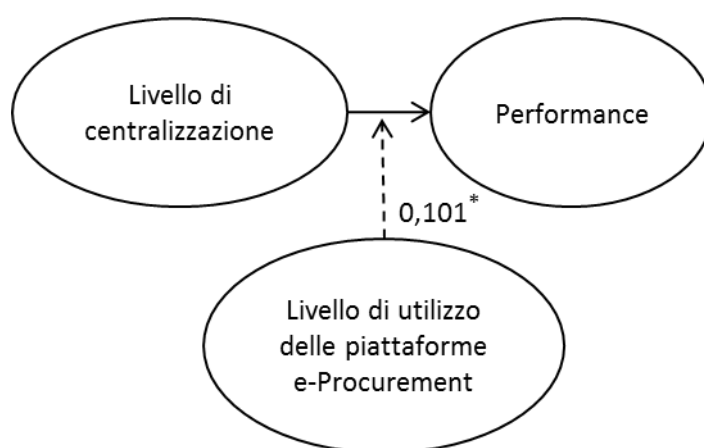 Livello di
centralizzazione
Performance
0,101*
Livello di utilizzo
delle piattaforme
e-Procurement